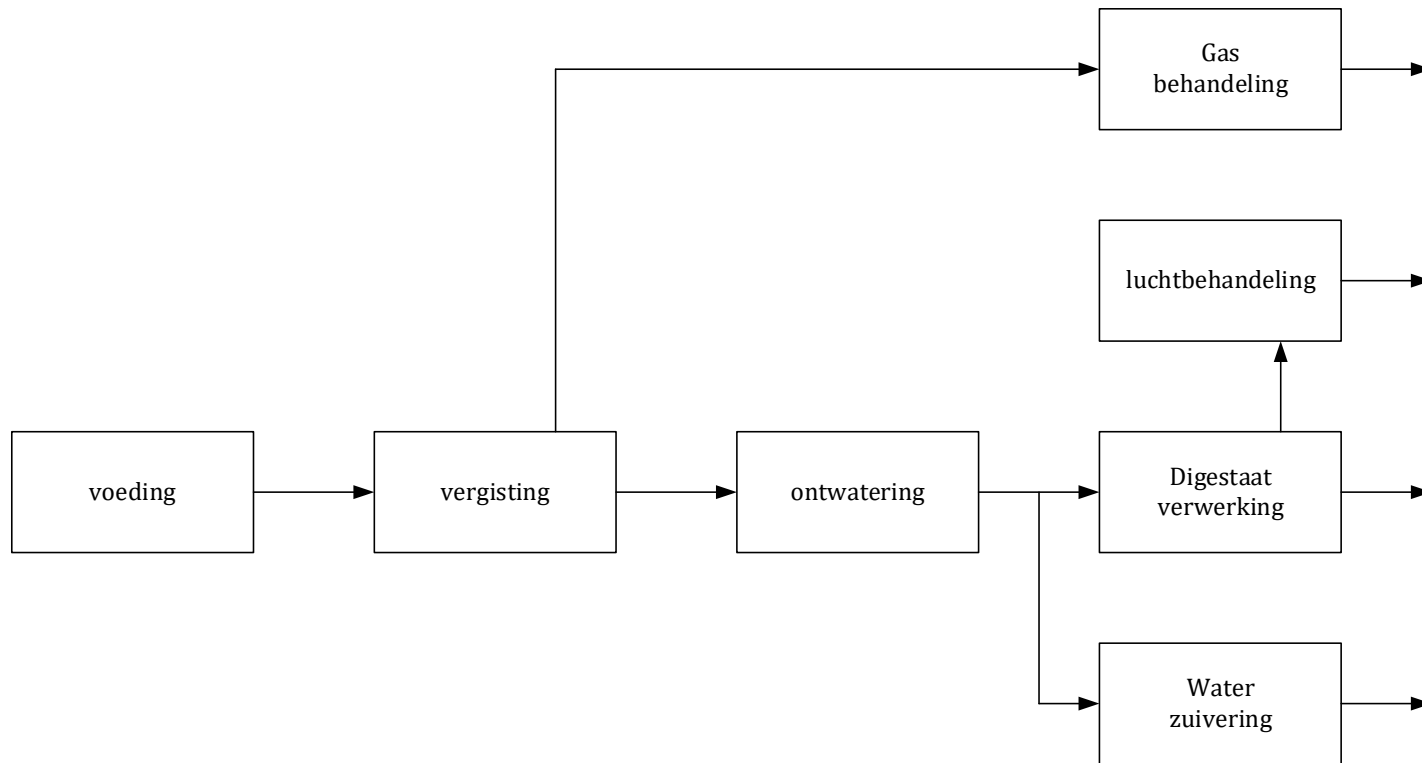 Gas
behandeling
luchtbehandeling
voeding
vergisting
ontwatering
Digestaat
verwerking
Water
zuivering